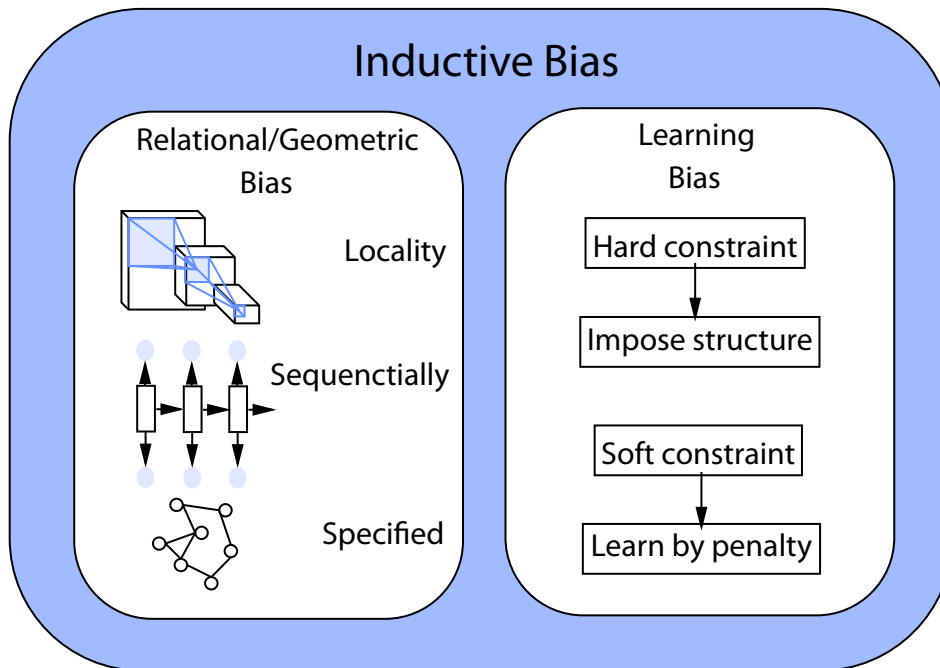 Inductive Bias
Relational/Geometric
Bias
Locality
Sequenctially
Specified
Learning
Bias
Hard constraint
Impose structure
Soft constraint
Learn by penalty